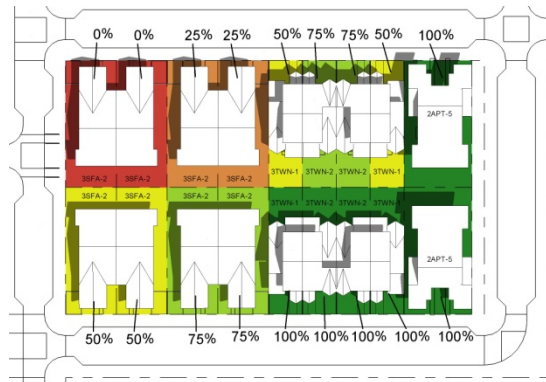 0% 0% 25% 25% 50% 75% 75% 50% 100%
2APT-5
3SFA-2 3SFA-2 3SFA-2 3SFA-2 3TWN-1 3TWN-2 3TWN-2 3TWN-1
3SFA-2 3SFA-2 3SFA-2 3SFA-2 3TWN-1 3TWN-2 3TWN-2 3TWN-1
2APT-5
50% 50% 75% 75% 100% 100% 100% 100% 100%